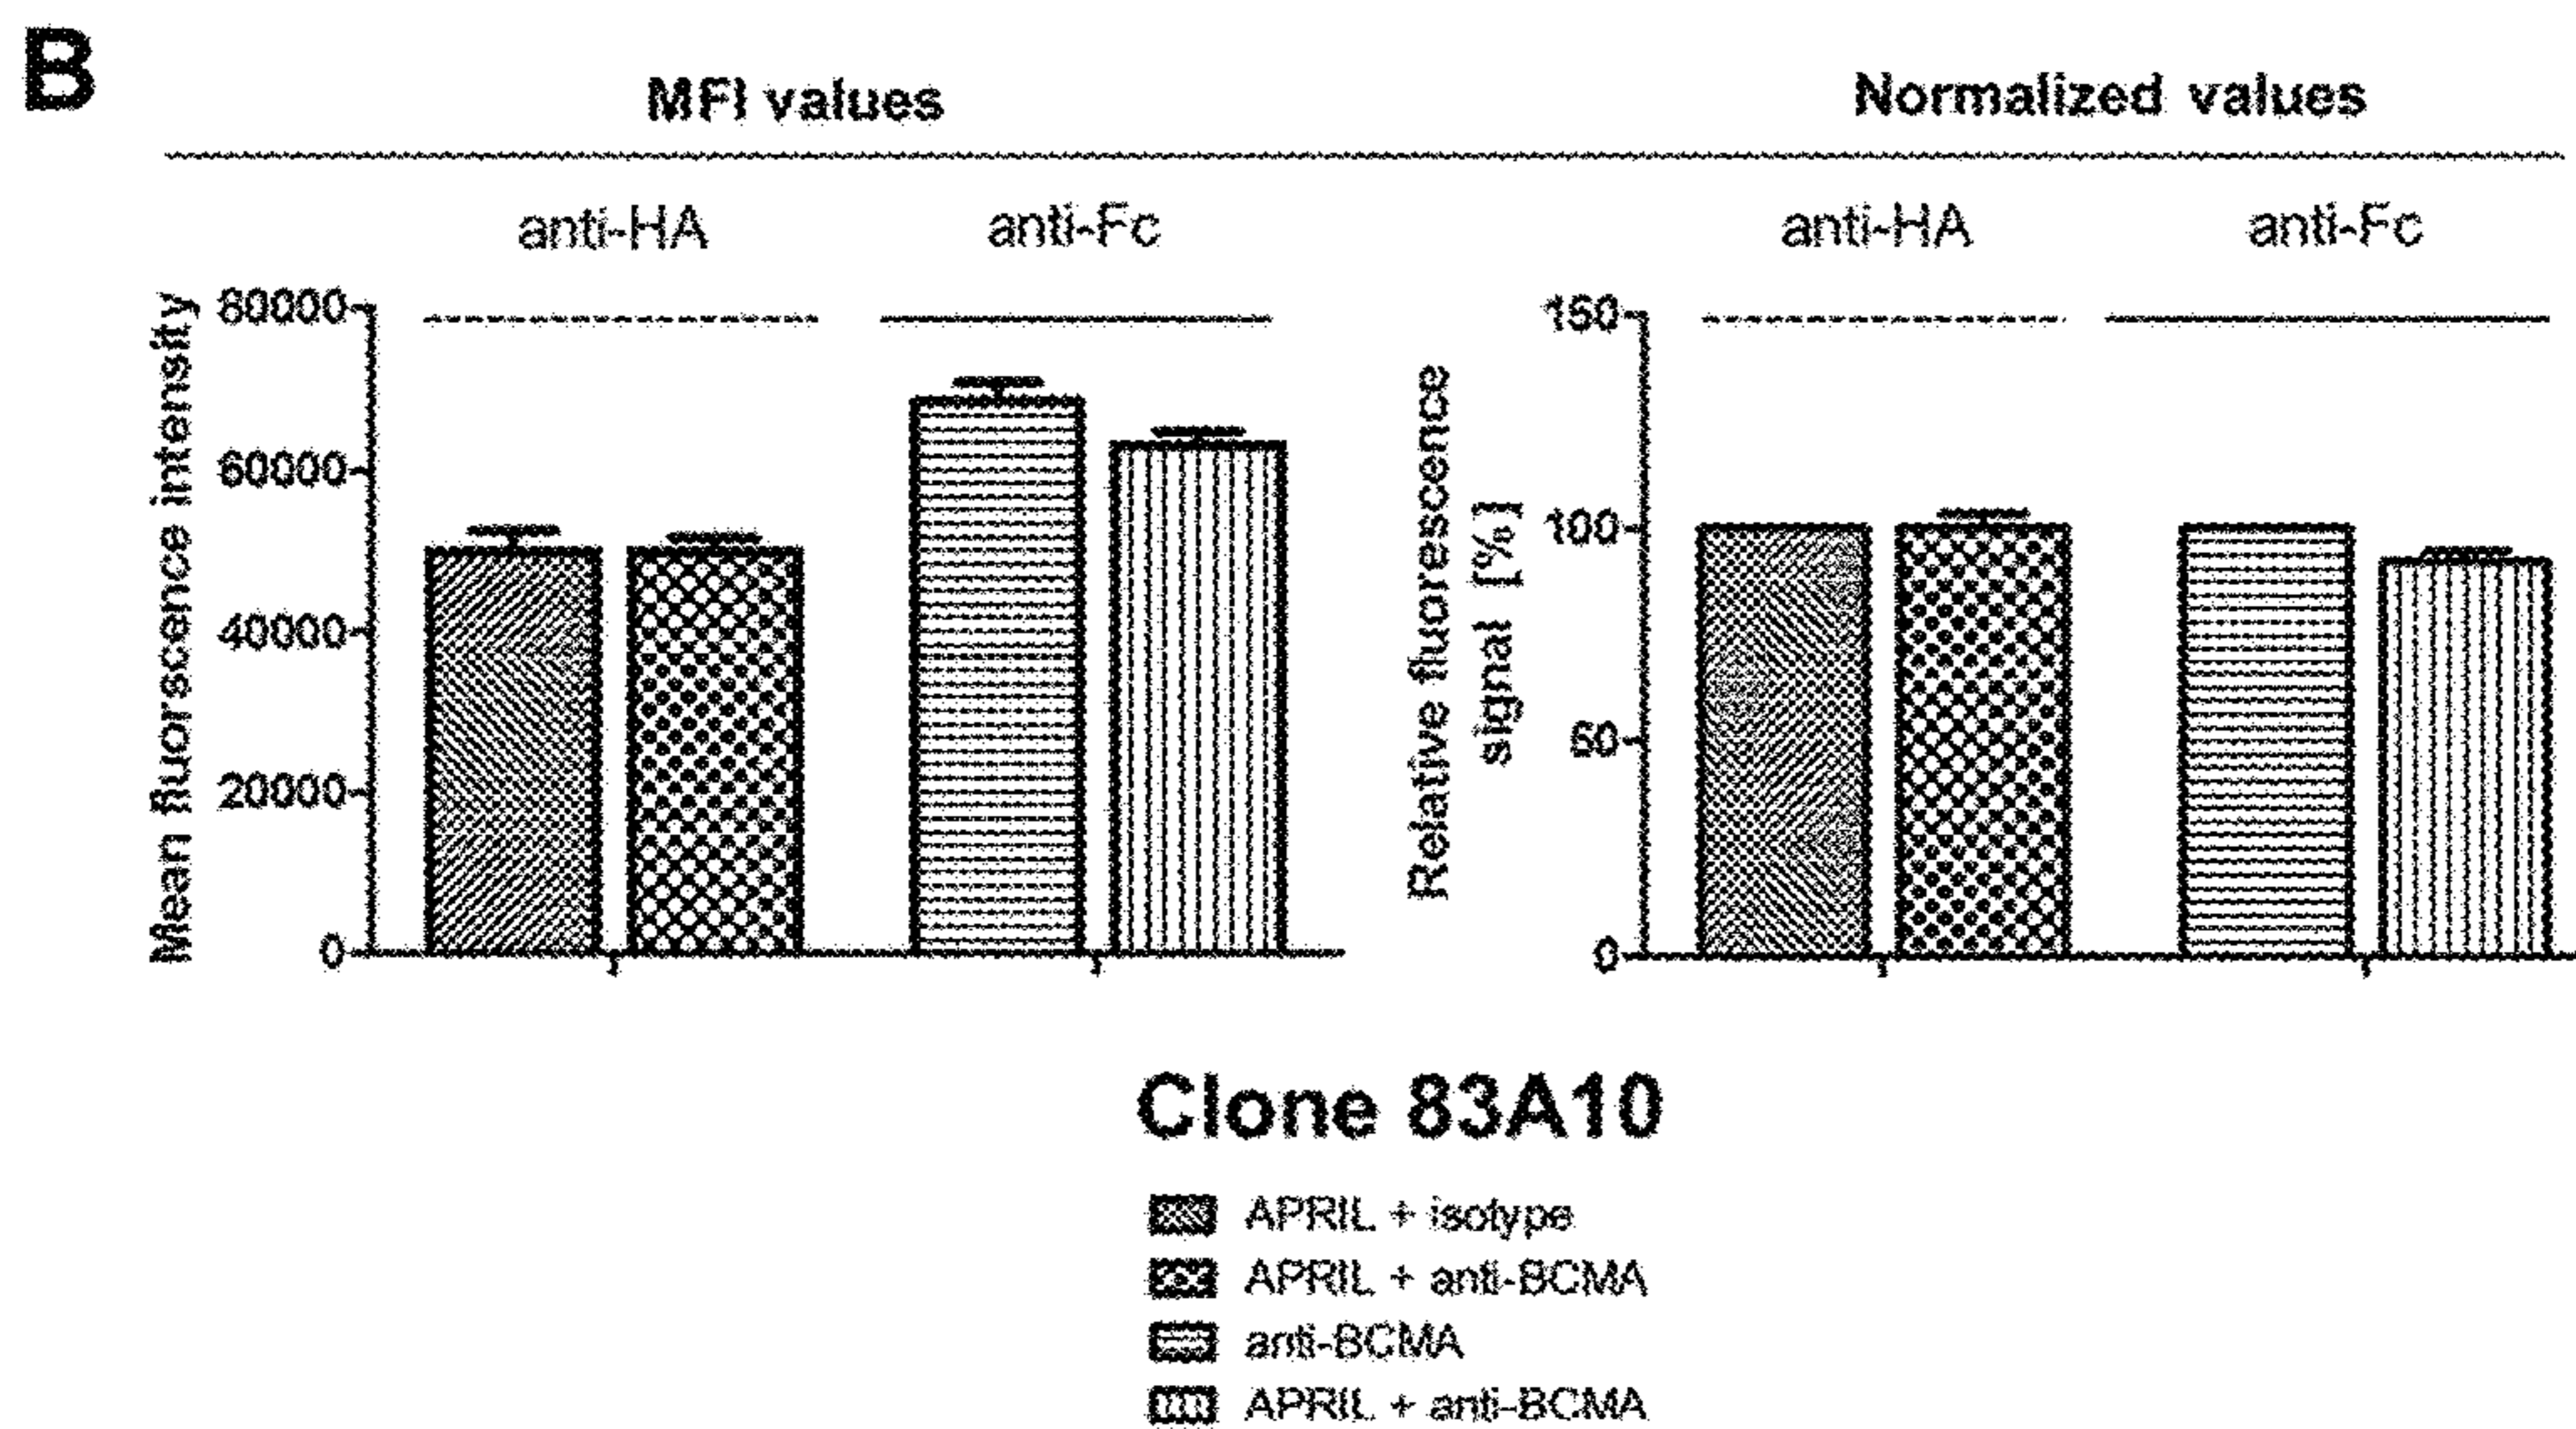 B
MFI values
Normalized values
anti-HA
anti-Fc
anti-HA
anti-Fc
Mean fluorescence intensity
80000
60000
40000
20000
0
Relative fluorescence
signal [%]
150
100
50
0
Clone 83A10
APRIL + isotype
APRIL + anti-BCMA
anti-BCMA
APRIL + anti-BCMA